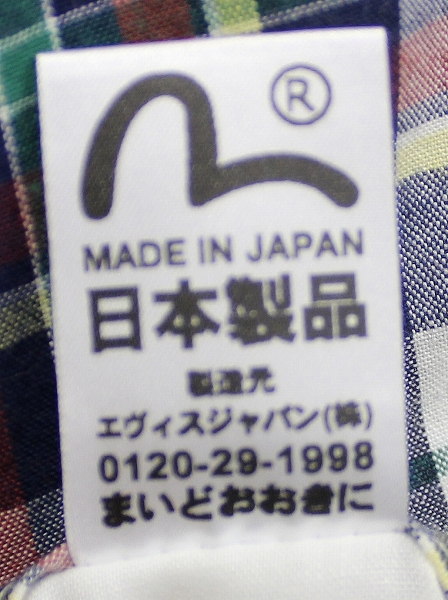 ®
MADE IN JAPAN
日本製品
製造元
エヴィスジャパン(株)
0120-29-1998
まいどおおきに